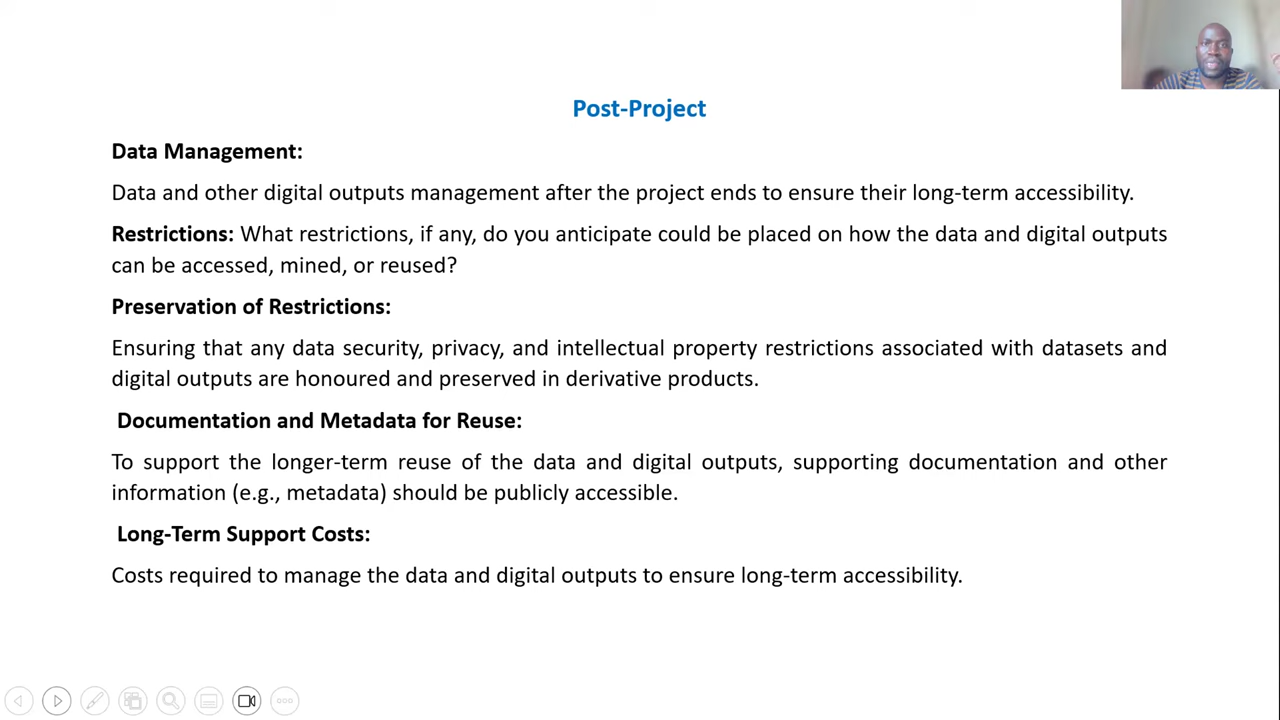 Post-Project
Data Management:
Data and other digital outputs management after the project ends to ensure their long-term accessibility.
Restrictions: What restrictions, if any, do you anticipate could be placed on how the data and digital outputs
can be accessed, mined, or reused?
Preservation of Restrictions:
Ensuring that any data security, privacy, and intellectual property restrictions associated with datasets and
digital outputs are honoured and preserved in derivative products.
Documentation and Metadata for Reuse:
To support the longer-term reuse of the data and digital outputs, supporting documentation and other
information (e.g., metadata) should be publicly accessible.
Long-Term Support Costs:
Costs required to manage the data and digital outputs to ensure long-term accessibility.